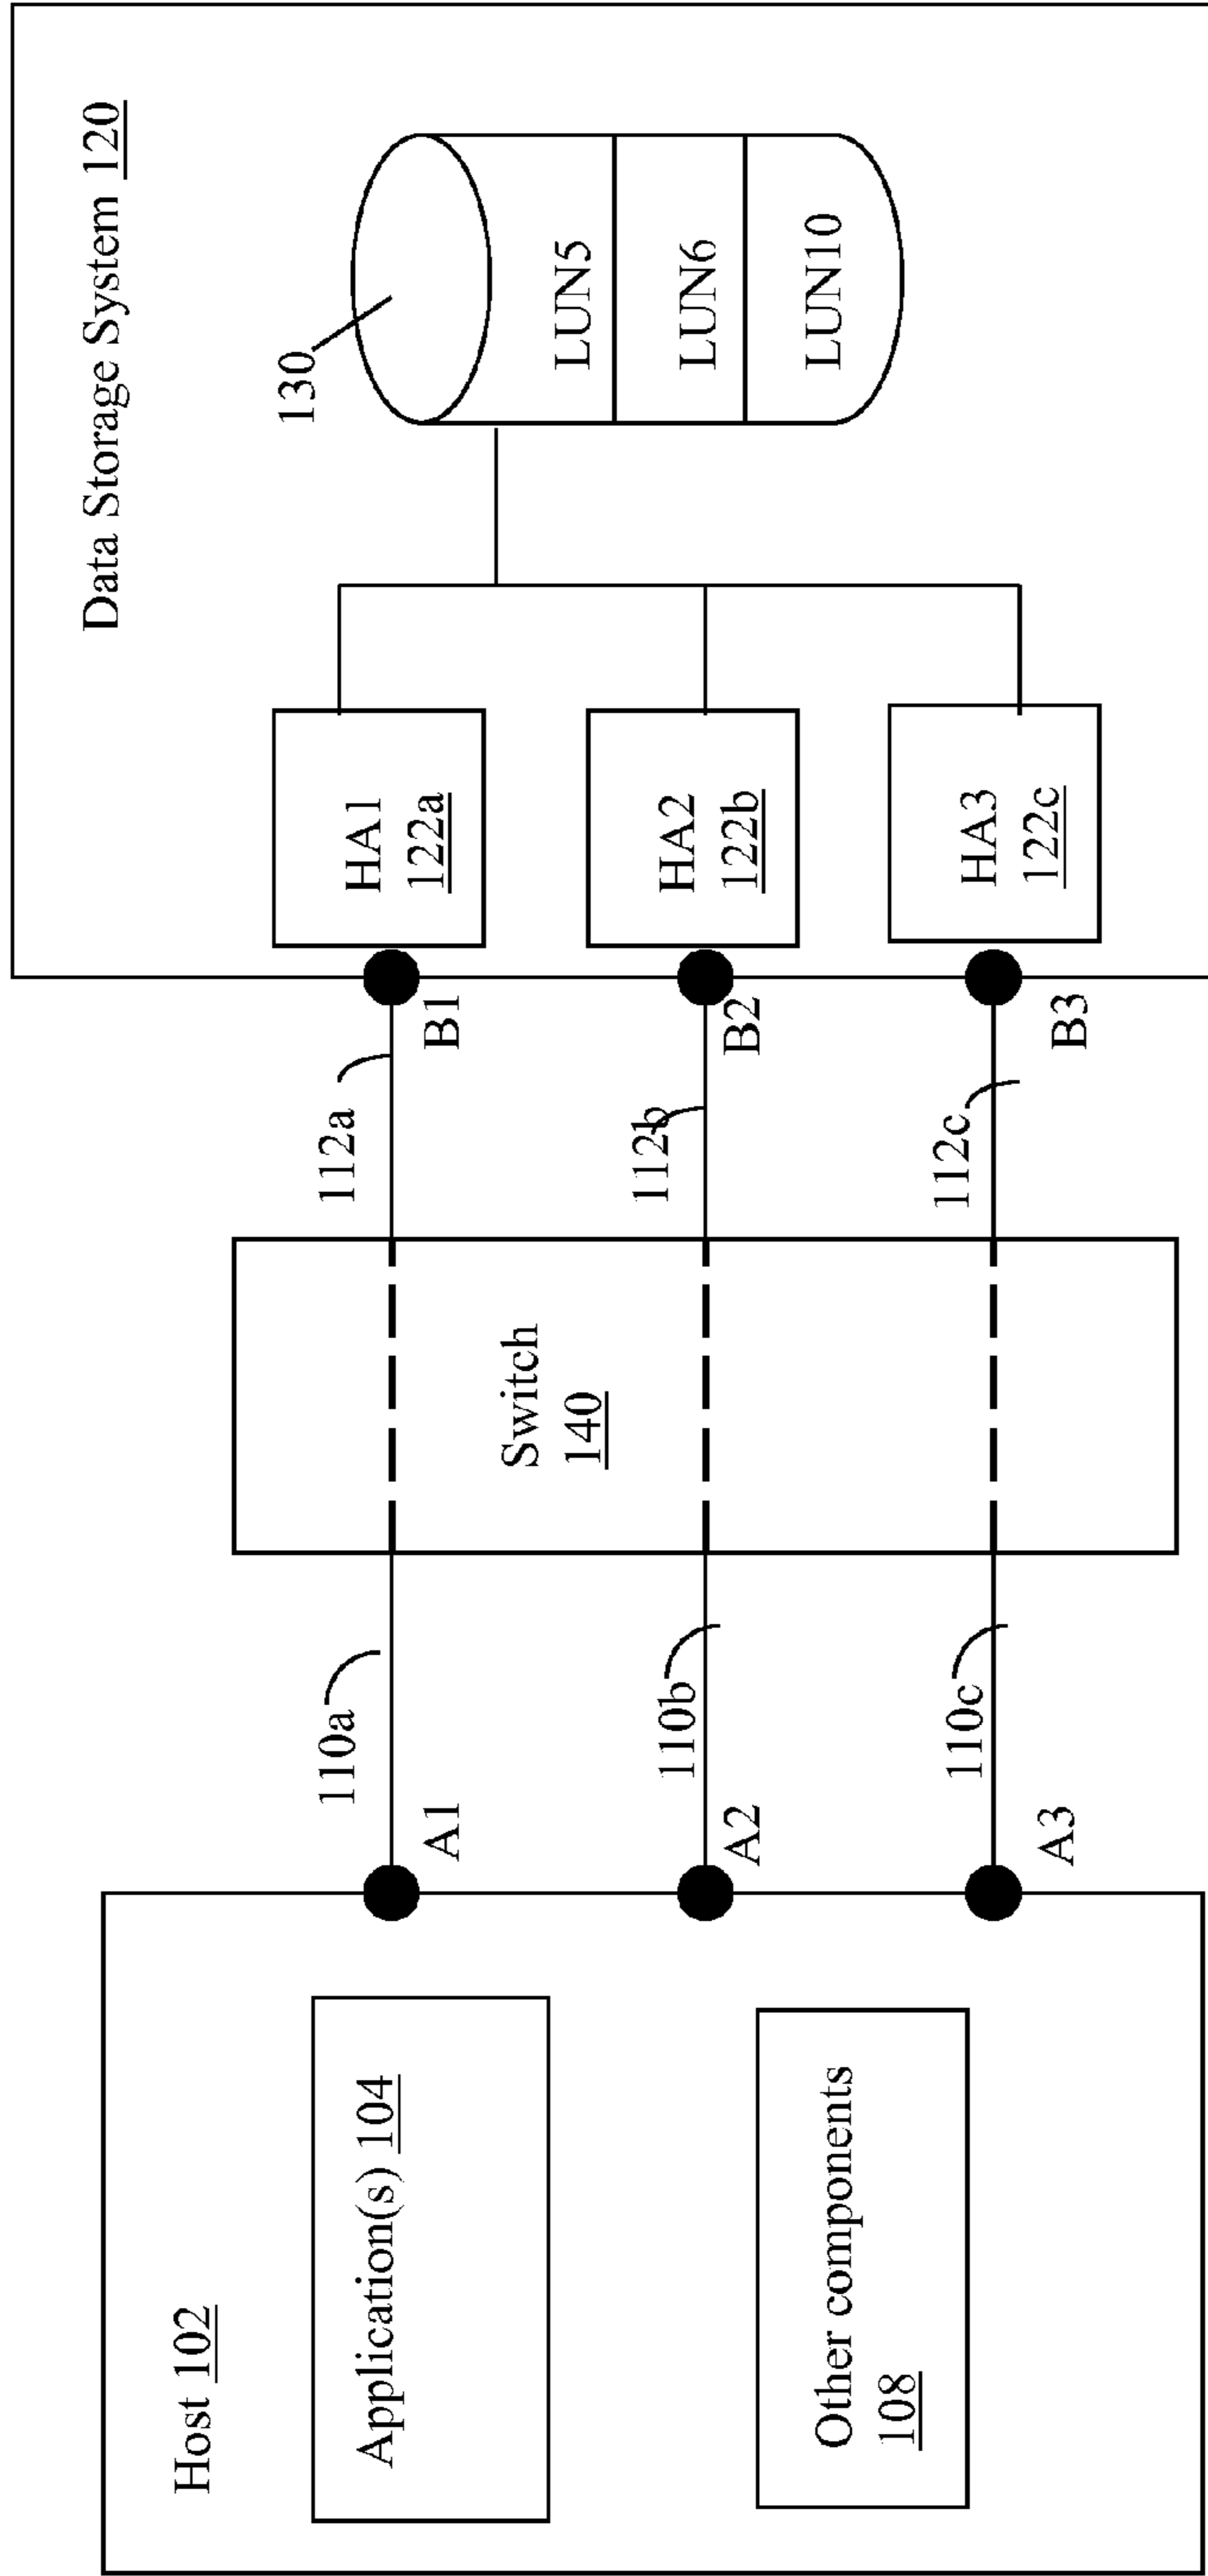 Host 102
Application(s) 104
Other components
108
A1
A2
A3
110a
110b
110c
Switch
140
112a
112b
112c
B1
B2
B3
Data Storage System 120
HA1
122a
HA2
122b
HA3
122c
130
LUN5
LUN6
LUN10